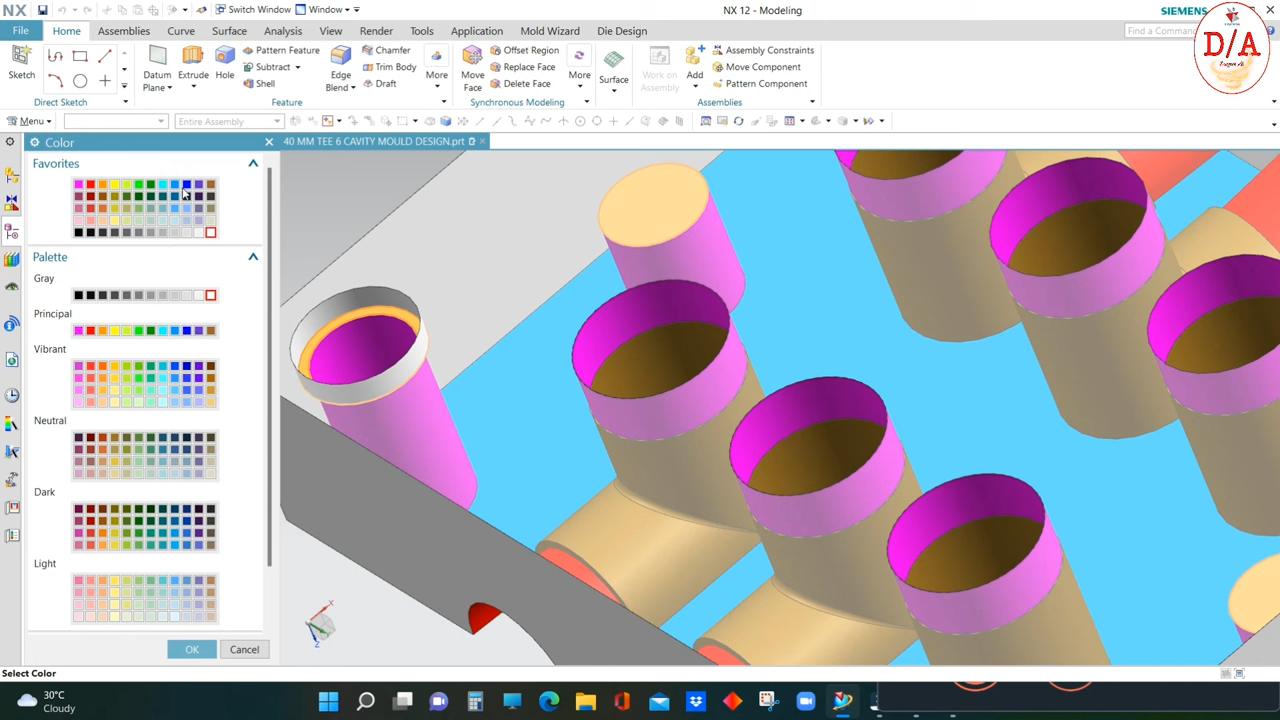 NX
Switch Window
Window
NX 12 - Modeling
SIEMENS
File
Home
Assemblies
Curve
Surface
Analysis
View
Render
Tools
Application
Mold Wizard
Die Design
Find a Command
D/A
Sketch
Direct Sketch
Datum Plane
Extrude
Hole
Pattern Feature
Subtract
Shell
Edge Blend
Chamfer
Trim Body
Draft
More
Feature
Move Face
Offset Region
Replace Face
Delete Face
More
Synchronous Modeling
Surface
Work on Assembly
Add
Assembly Constraints
Move Component
Pattern Component
Assemblies
Menu
Entire Assembly
Color
40 MM TEE 6 CAVITY MOULD DESIGN.prt
Favorites
Palette
Gray
Principal
Vibrant
Neutral
Dark
Light
OK
Cancel
X
Z
Select Color
30°C
Cloudy